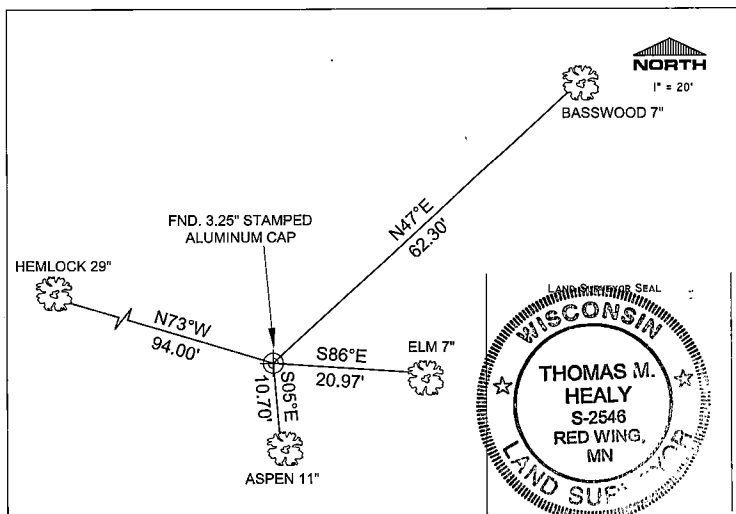 NORTH
1" = 20'
BASSWOOD 7"
N47°E
62.30'
FND. 3.25" STAMPED
ALUMINUM CAP
HEMLOCK 29"
N73°W
94.00'
S86°E
20.97'
ELM 7"
S05°E
10.70'
ASPEN 11"
LAND SURVEYOR SEAL
WISCONSIN
THOMAS M.
HEALY
S-2546
RED WING,
MN
LAND SURVEYOR